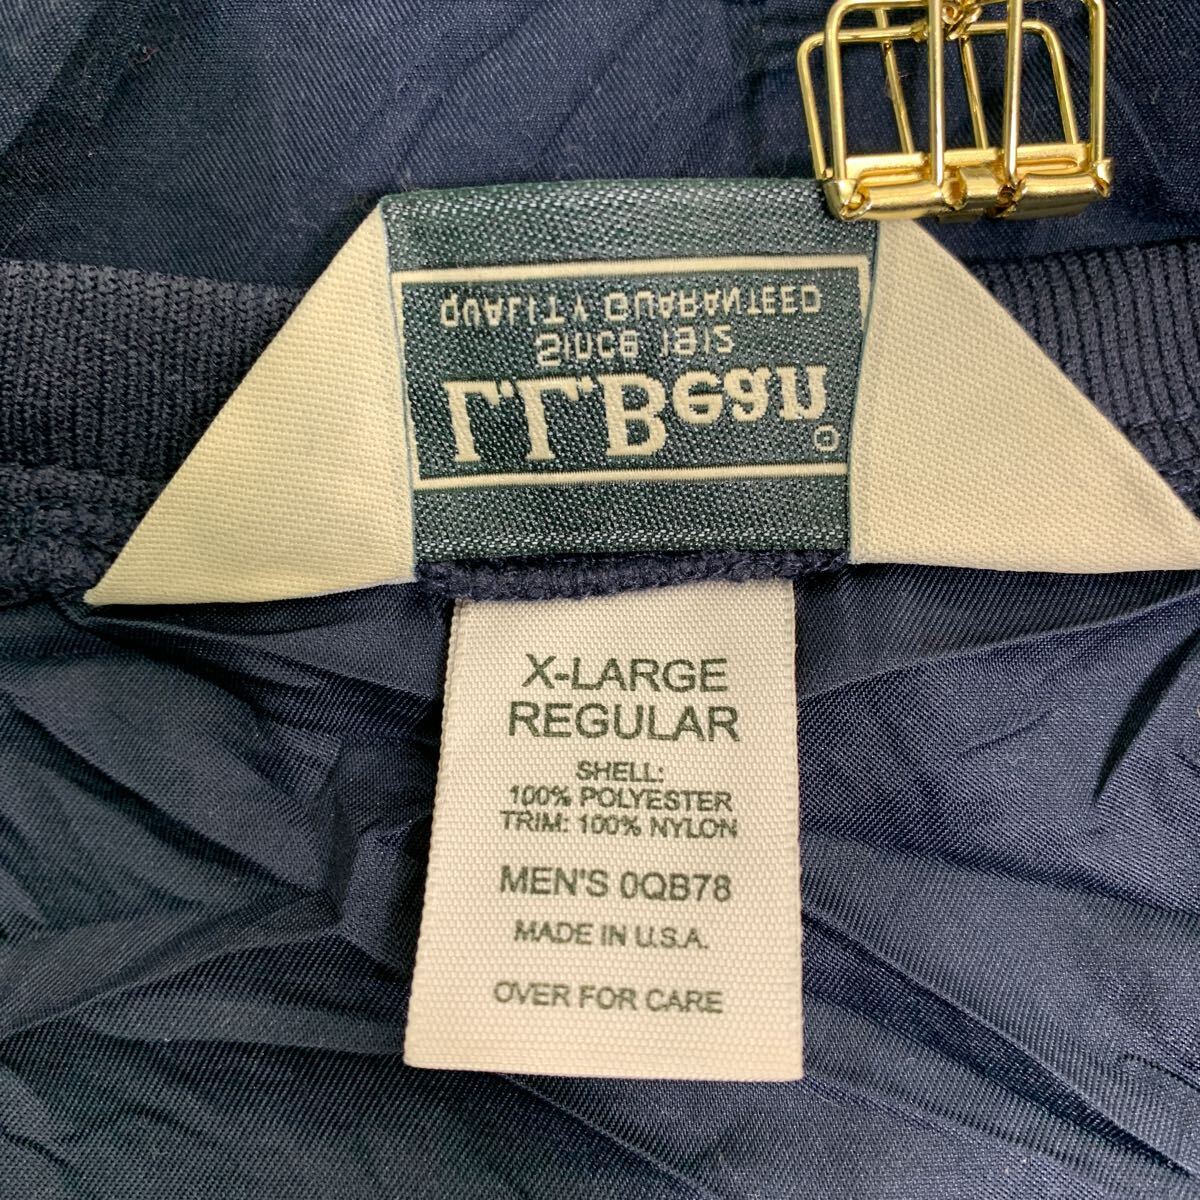 QUALITY GUARANTEED
Since 1912
L.L.Bean
X-LARGE
REGULAR
SHELL:
100% POLYESTER
TRIM: 100% NYLON
MEN'S 0QB78
MADE IN U.S.A.
OVER FOR CARE